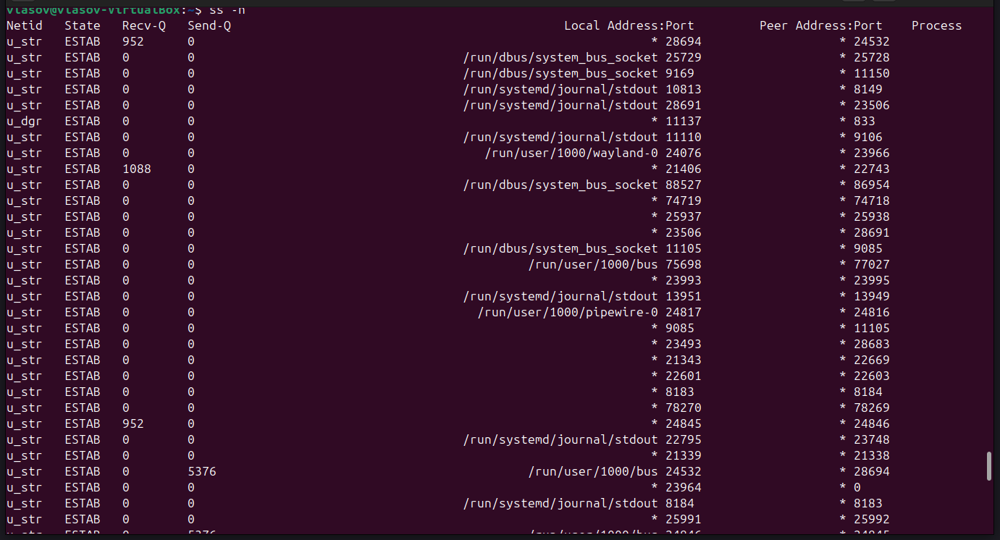 vlasov@vlasov-VirtualBox:~$ ss -n
Netid State Recv-Q Send-Q Local Address:Port Peer Address:Port Process
u_str ESTAB 952 0 * 28694 * 24532
u_str ESTAB 0 0 /run/dbus/system_bus_socket 25729 * 25728
u_str ESTAB 0 0 /run/dbus/system_bus_socket 9169 * 11150
u_str ESTAB 0 0 /run/systemd/journal/stdout 10813 * 8149
u_str ESTAB 0 0 /run/systemd/journal/stdout 28691 * 23506
u_dgr ESTAB 0 0 * 11137 * 833
u_str ESTAB 0 0 /run/systemd/journal/stdout 11110 * 9106
u_str ESTAB 0 0 /run/user/1000/wayland-0 24076 * 23966
u_str ESTAB 1088 0 * 21406 * 22743
u_str ESTAB 0 0 /run/dbus/system_bus_socket 88527 * 86954
u_str ESTAB 0 0 * 74719 * 74718
u_str ESTAB 0 0 * 25937 * 25938
u_str ESTAB 0 0 * 23506 * 28691
u_str ESTAB 0 0 /run/dbus/system_bus_socket 11105 * 9085
u_str ESTAB 0 0 /run/user/1000/bus 75698 * 77027
u_str ESTAB 0 0 * 23993 * 23995
u_str ESTAB 0 0 /run/systemd/journal/stdout 13951 * 13949
u_str ESTAB 0 0 /run/user/1000/pipewire-0 24817 * 24816
u_str ESTAB 0 0 * 9085 * 11105
u_str ESTAB 0 0 * 23493 * 28683
u_str ESTAB 0 0 * 21343 * 22669
u_str ESTAB 0 0 * 22601 * 22603
u_str ESTAB 0 0 * 8183 * 8184
u_str ESTAB 0 0 * 78270 * 78269
u_str ESTAB 952 0 * 24845 * 24846
u_str ESTAB 0 0 /run/systemd/journal/stdout 22795 * 23748
u_str ESTAB 0 0 * 21339 * 21338
u_str ESTAB 0 5376 /run/user/1000/bus 24532 * 28694
u_str ESTAB 0 0 * 23964 * 0
u_str ESTAB 0 0 /run/systemd/journal/stdout 8184 * 8183
u_str ESTAB 0 0 * 25991 * 25992
u_str ESTAB 0 5376 /run/user/1000/bus 24846 * 24845